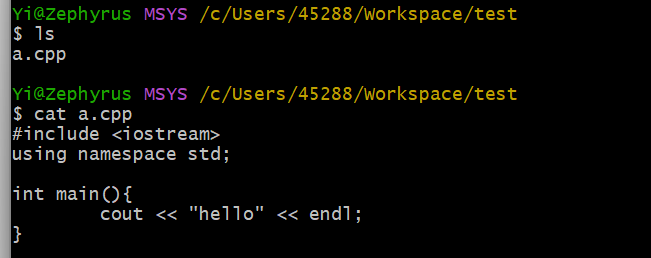 Yi@Zephyrus MSYS /c/Users/45288/Workspace/test
$ ls
a.cpp

Yi@Zephyrus MSYS /c/Users/45288/Workspace/test
$ cat a.cpp
#include <iostream>
using namespace std;

int main(){
        cout << "hello" << endl;
}